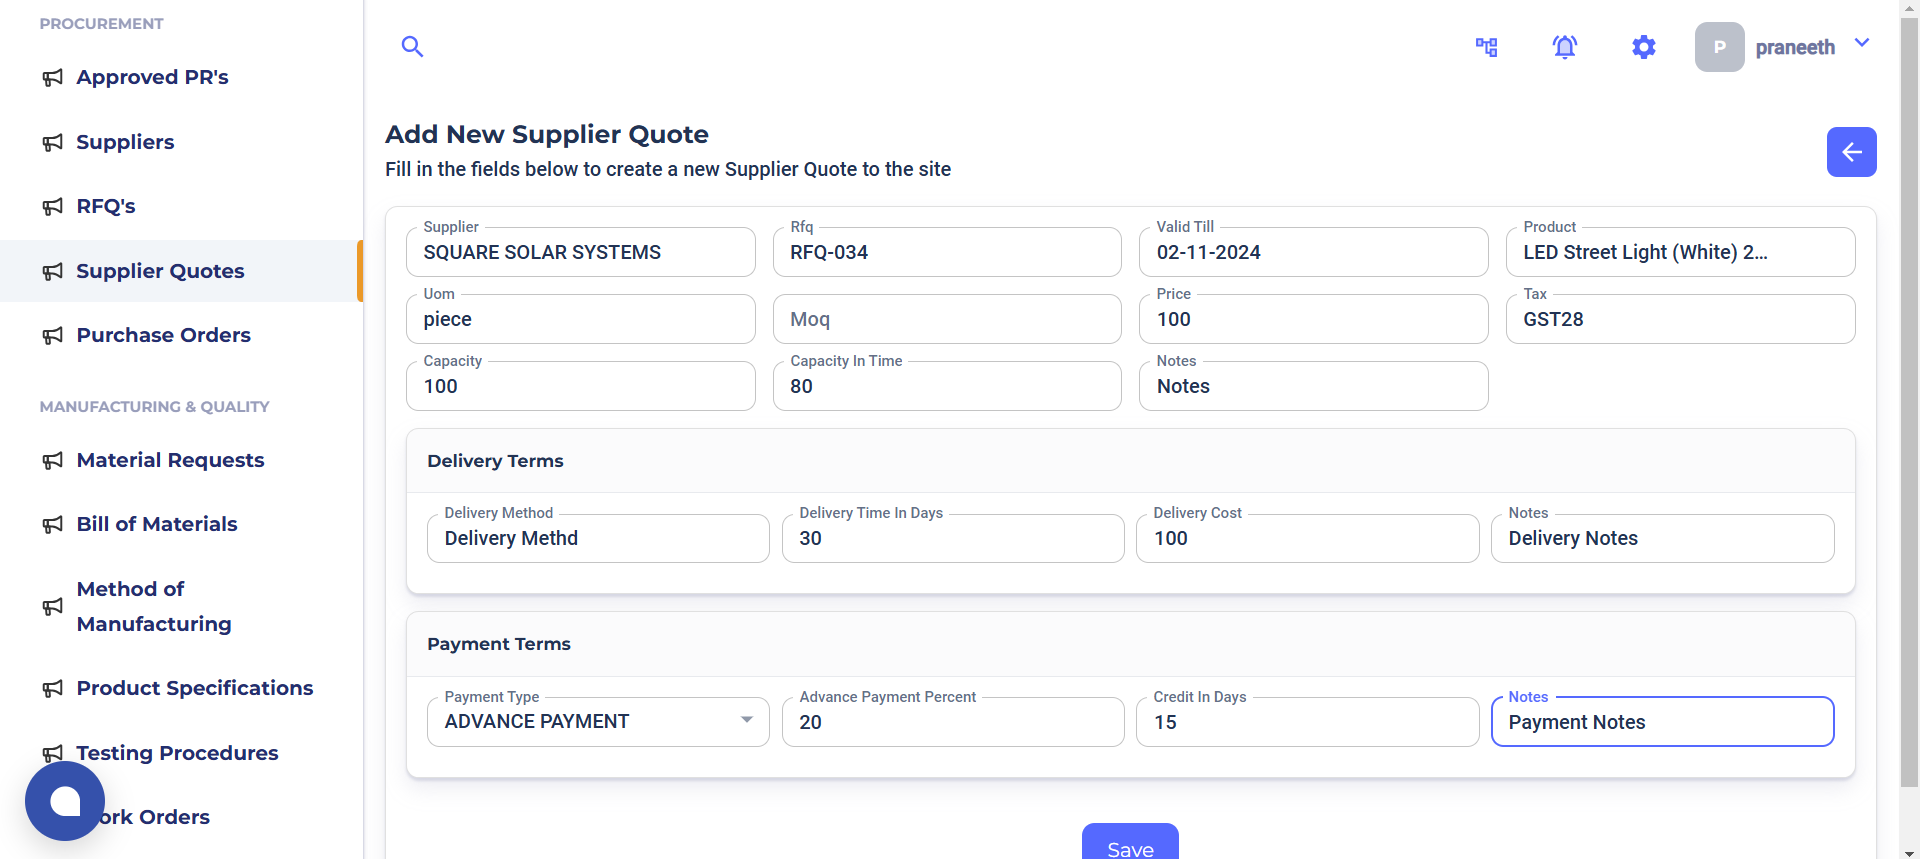 PROCUREMENT
Approved PR's
Suppliers
RFQ's
Supplier Quotes
Purchase Orders
MANUFACTURING & QUALITY
Material Requests
Bill of Materials
Method of
Manufacturing
Product Specifications
Testing Procedures
ork Orders
P praneeth
Add New Supplier Quote
Fill in the fields below to create a new Supplier Quote to the site
Supplier Rfq Valid Till Product
SQUARE SOLAR SYSTEMS RFQ-034 02-11-2024 LED Street Light (White) 2...
Uom Price Tax
piece Moq 100 GST28
Capacity Capacity In Time Notes
100 80 Notes
Delivery Terms
Delivery Method Delivery Time In Days Delivery Cost Notes
Delivery Methd 30 100 Delivery Notes
Payment Terms
Payment Type Advance Payment Percent Credit In Days Notes
ADVANCE PAYMENT 20 15 Payment Notes
Save